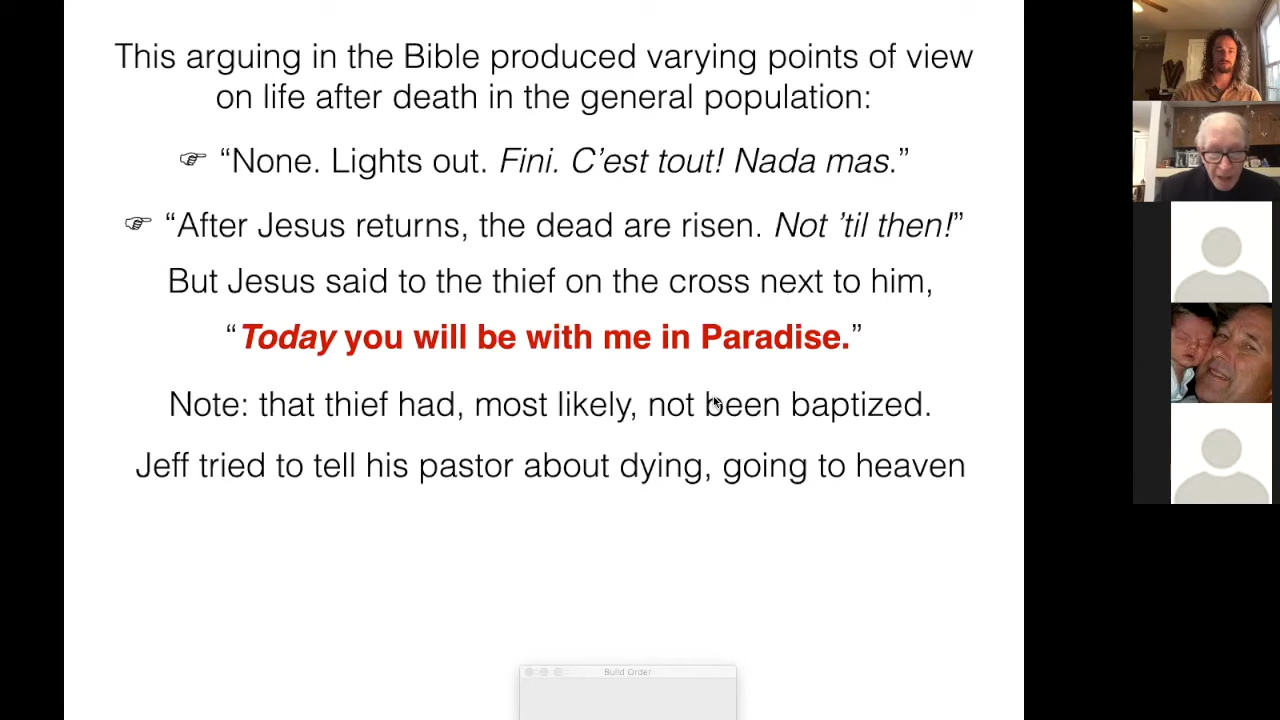 This arguing in the Bible produced varying points of view
on life after death in the general population:
☞ “None. Lights out. Fini. C’est tout! Nada mas.”
☞ “After Jesus returns, the dead are risen. Not ’til then!”
But Jesus said to the thief on the cross next to him,
“Today you will be with me in Paradise.”
Note: that thief had, most likely, not been baptized.
Jeff tried to tell his pastor about dying, going to heaven
Build Order